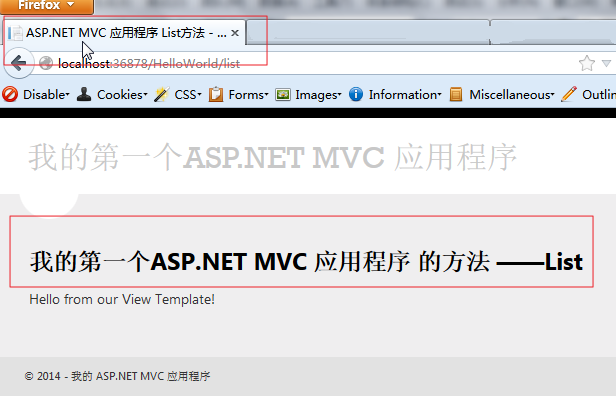 Firefox
ASP.NET MVC 应用程序 List方法 - ...
localhost:36878/HelloWorld/list
Disable Cookies CSS Forms Images Information Miscellaneous Outlin
我的第一个ASP.NET MVC 应用程序
我的第一个ASP.NET MVC 应用程序 的方法 ——List
Hello from our View Template!
© 2014 - 我的 ASP.NET MVC 应用程序